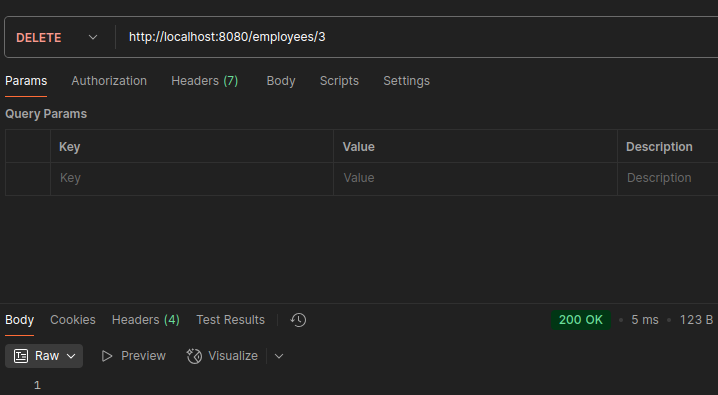 DELETE http://localhost:8080/employees/3
Params Authorization Headers (7) Body Scripts Settings
Query Params
Key Value Description
Key Value Description
Body Cookies Headers (4) Test Results 200 OK • 5 ms • 123 B
Raw Preview Visualize
1